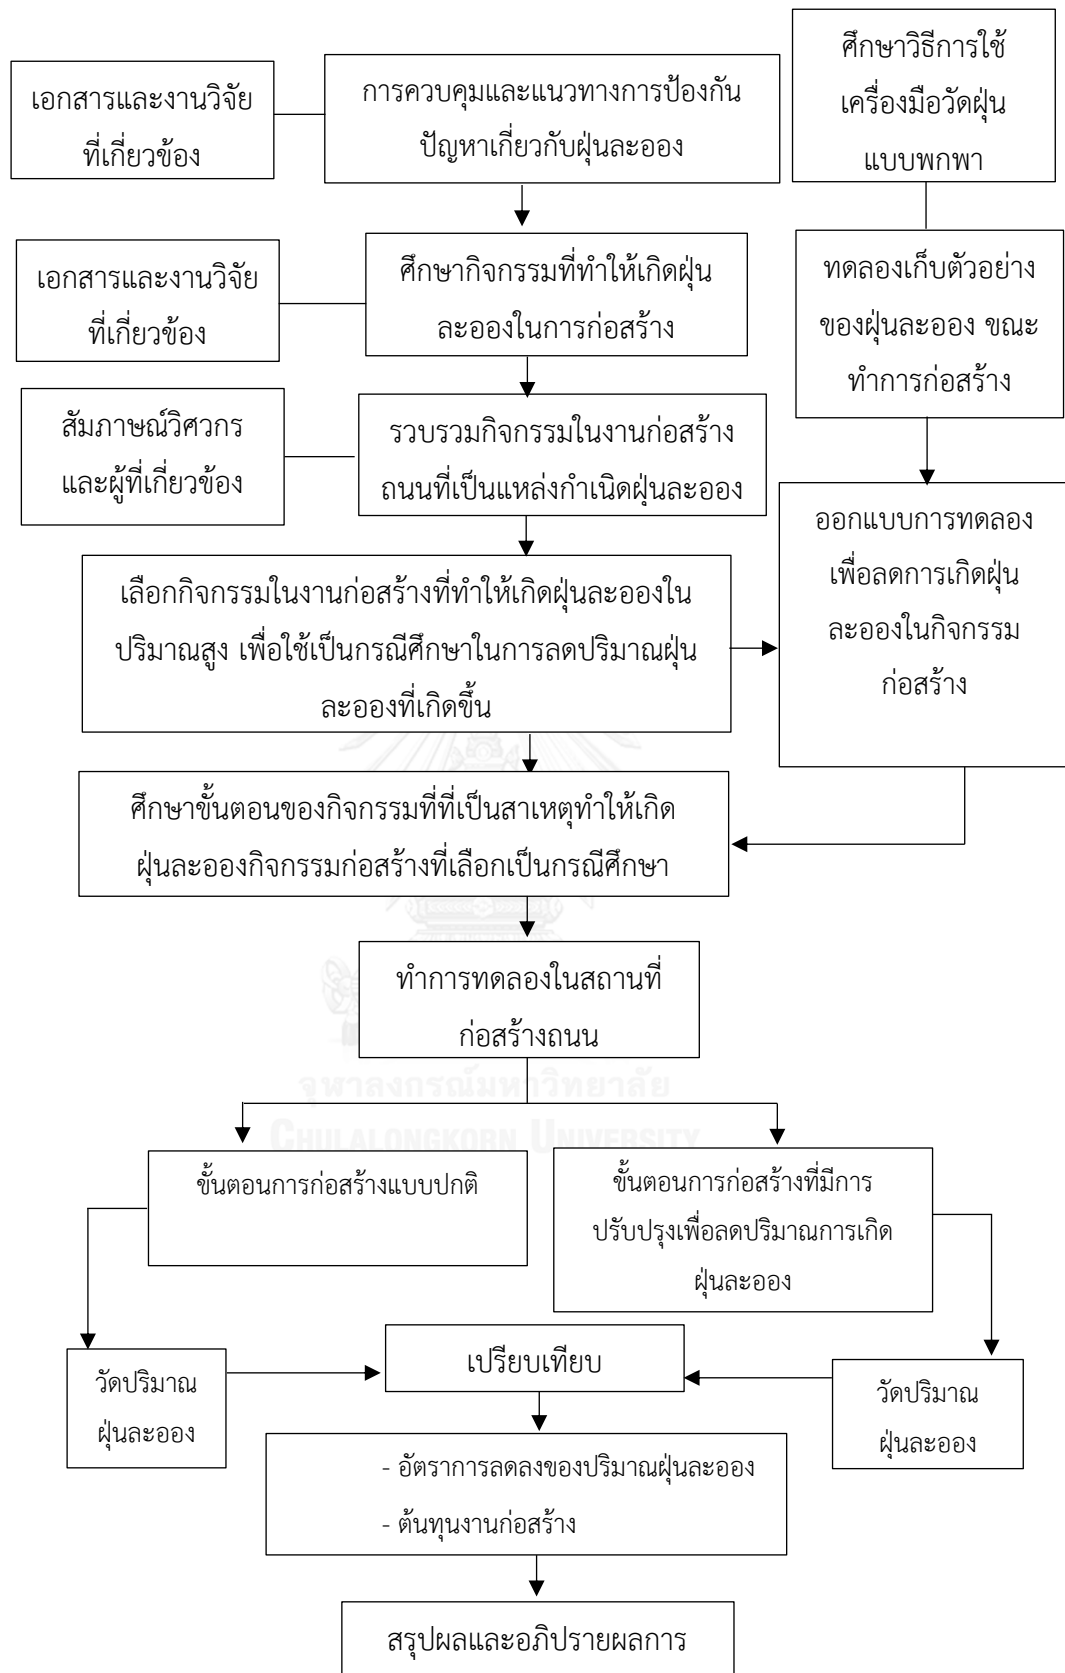 เอกสารและงานวิจัย
ที่เกี่ยวข้อง
การควบคุมและแนวทางการป้องกัน
ปัญหาเกี่ยวกับฝุ่นละออง
ศึกษาวิธีการใช้
เครื่องมือวัดฝุ่น
แบบพกพา
เอกสารและงานวิจัย
ที่เกี่ยวข้อง
ศึกษากิจกรรมที่ทำให้เกิดฝุ่น
ละอองในการก่อสร้าง
ทดลองเก็บตัวอย่าง
ของฝุ่นละออง ขณะ
ทำการก่อสร้าง
สัมภาษณ์วิศวกร
และผู้ที่เกี่ยวข้อง
รวบรวมกิจกรรมในงานก่อสร้าง
ถนนที่เป็นแหล่งกำเนิดฝุ่นละออง
ออกแบบการทดลอง
เพื่อลดการเกิดฝุ่น
ละอองในกิจกรรม
ก่อสร้าง
เลือกกิจกรรมในงานก่อสร้างที่ทำให้เกิดฝุ่นละอองใน
ปริมาณสูง เพื่อใช้เป็นกรณีศึกษาในการลดปริมาณฝุ่น
ละอองที่เกิดขึ้น
ศึกษาขั้นตอนของกิจกรรมที่ที่เป็นสาเหตุทำให้เกิด
ฝุ่นละอองกิจกรรมก่อสร้างที่เลือกเป็นกรณีศึกษา
ทำการทดลองในสถานที่
ก่อสร้างถนน
จุฬาลงกรณ์มหาวิทยาลัย
CHULALONGKORN UNIVERSITY
ขั้นตอนการก่อสร้างแบบปกติ
ขั้นตอนการก่อสร้างที่มีการ
ปรับปรุงเพื่อลดปริมาณการเกิด
ฝุ่นละออง
วัดปริมาณ
ฝุ่นละออง
เปรียบเทียบ
วัดปริมาณ
ฝุ่นละออง
- อัตราการลดลงของปริมาณฝุ่นละออง
- ต้นทุนงานก่อสร้าง
สรุปผลและอภิปรายผลการ